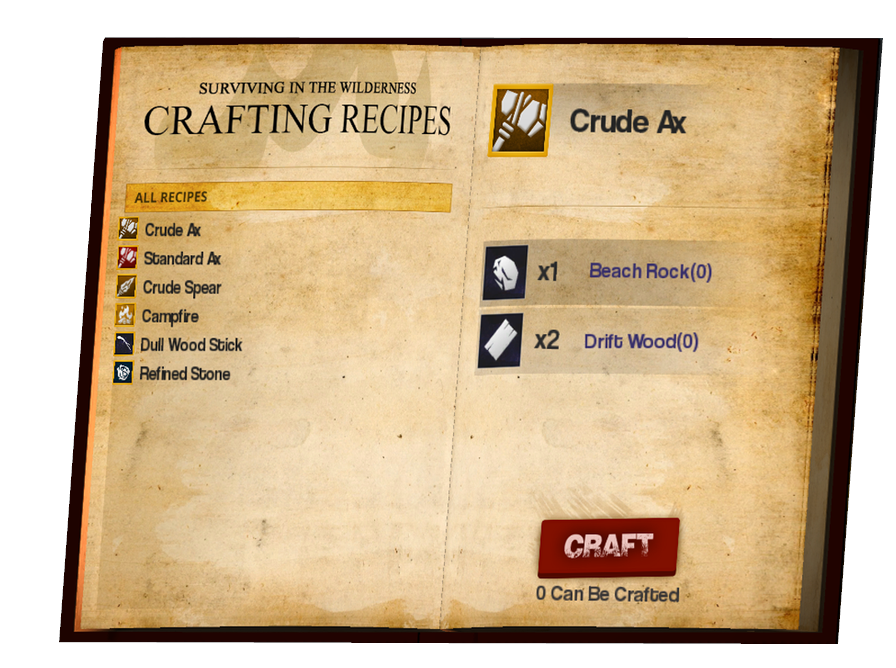 SURVIVING IN THE WILDERNESS
CRAFTING RECIPES
ALL RECIPES
Crude Ax
Standard Ax
Crude Spear
Campfire
Dull Wood Stick
Refined Stone
Crude Ax
x1 Beach Rock(0)
x2 Drift Wood(0)
CRAFT
0 Can Be Crafted